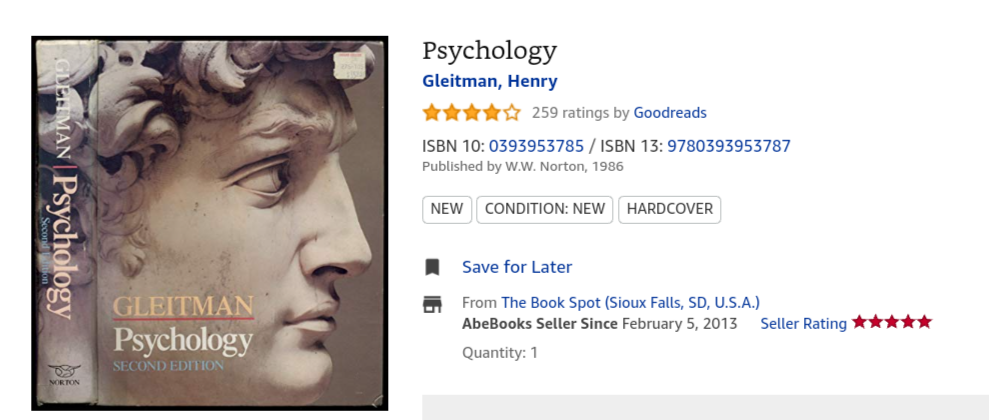 GLEITMAN | Psychology
Second Edition
NORTON
GLEITMAN
Psychology
SECOND EDITION
Psychology
Gleitman, Henry
259 ratings by Goodreads
ISBN 10: 0393953785 / ISBN 13: 9780393953787
Published by W.W. Norton, 1986
NEW CONDITION: NEW HARDCOVER
Save for Later
From The Book Spot (Sioux Falls, SD, U.S.A.)
AbeBooks Seller Since February 5, 2013 Seller Rating
Quantity: 1